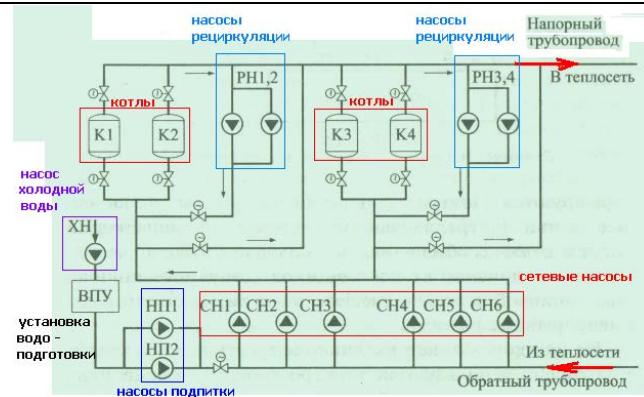 насосы
рециркуляции
насосы
рециркуляции
Напорный
трубопровод
РН1,2
РН3,4
В теплосеть
котлы
котлы
К1
К2
К3
К4
насос
холодной
воды
ХН
сетевые насосы
ВПУ
НП1
СН1
СН2
СН3
СН4
СН5
СН6
установка
водо -
подготовки
НП2
Из теплосети
Обратный трубопровод
насосы подпитки